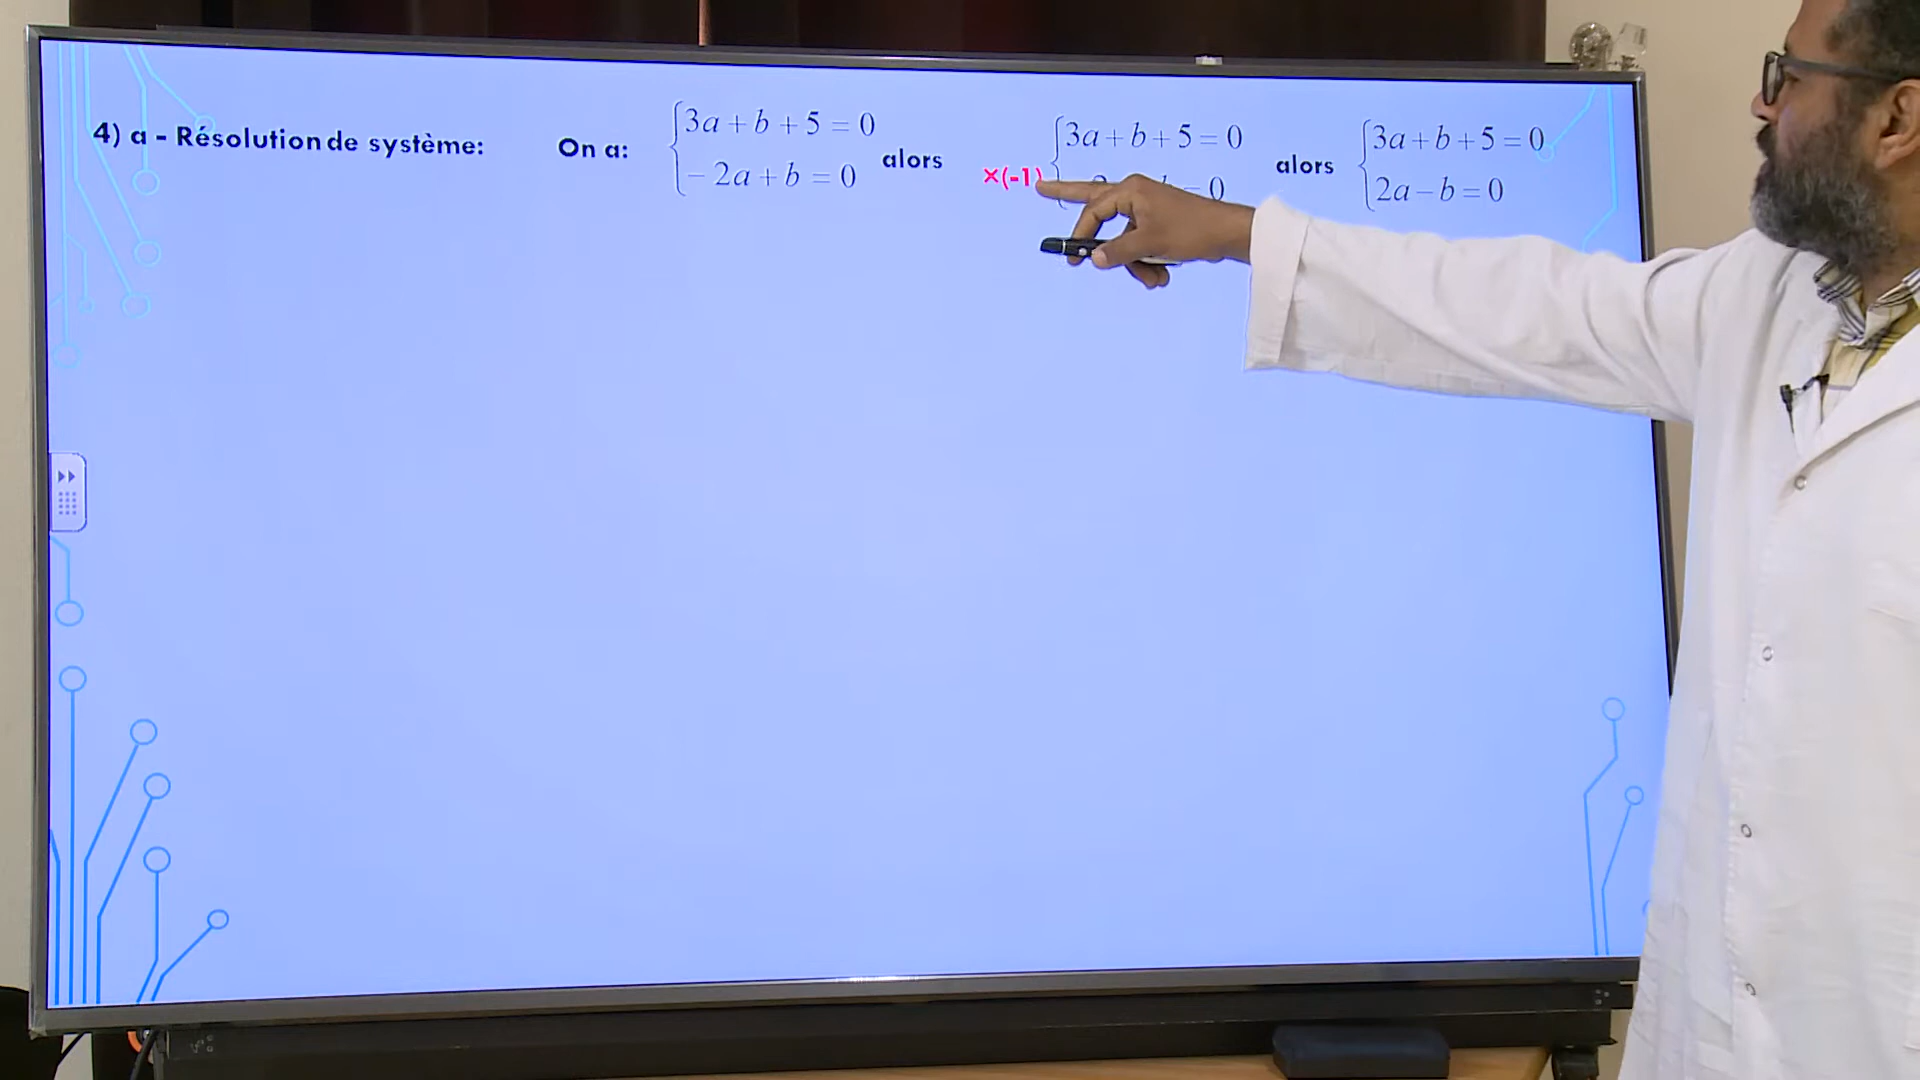 4) a - Résolution de système: On a: {3a + b + 5 = 0 alors {3a + b + 5 = 0 alors {3a + b + 5 = 0
- 2a + b = 0 ×(-1) = 0 2a - b = 0